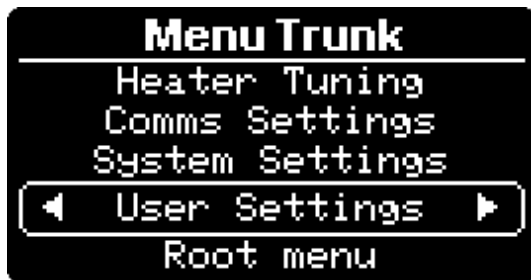 Menu Trunk
Heater Tuning
Comms Settings
System Settings
User Settings
Root menu